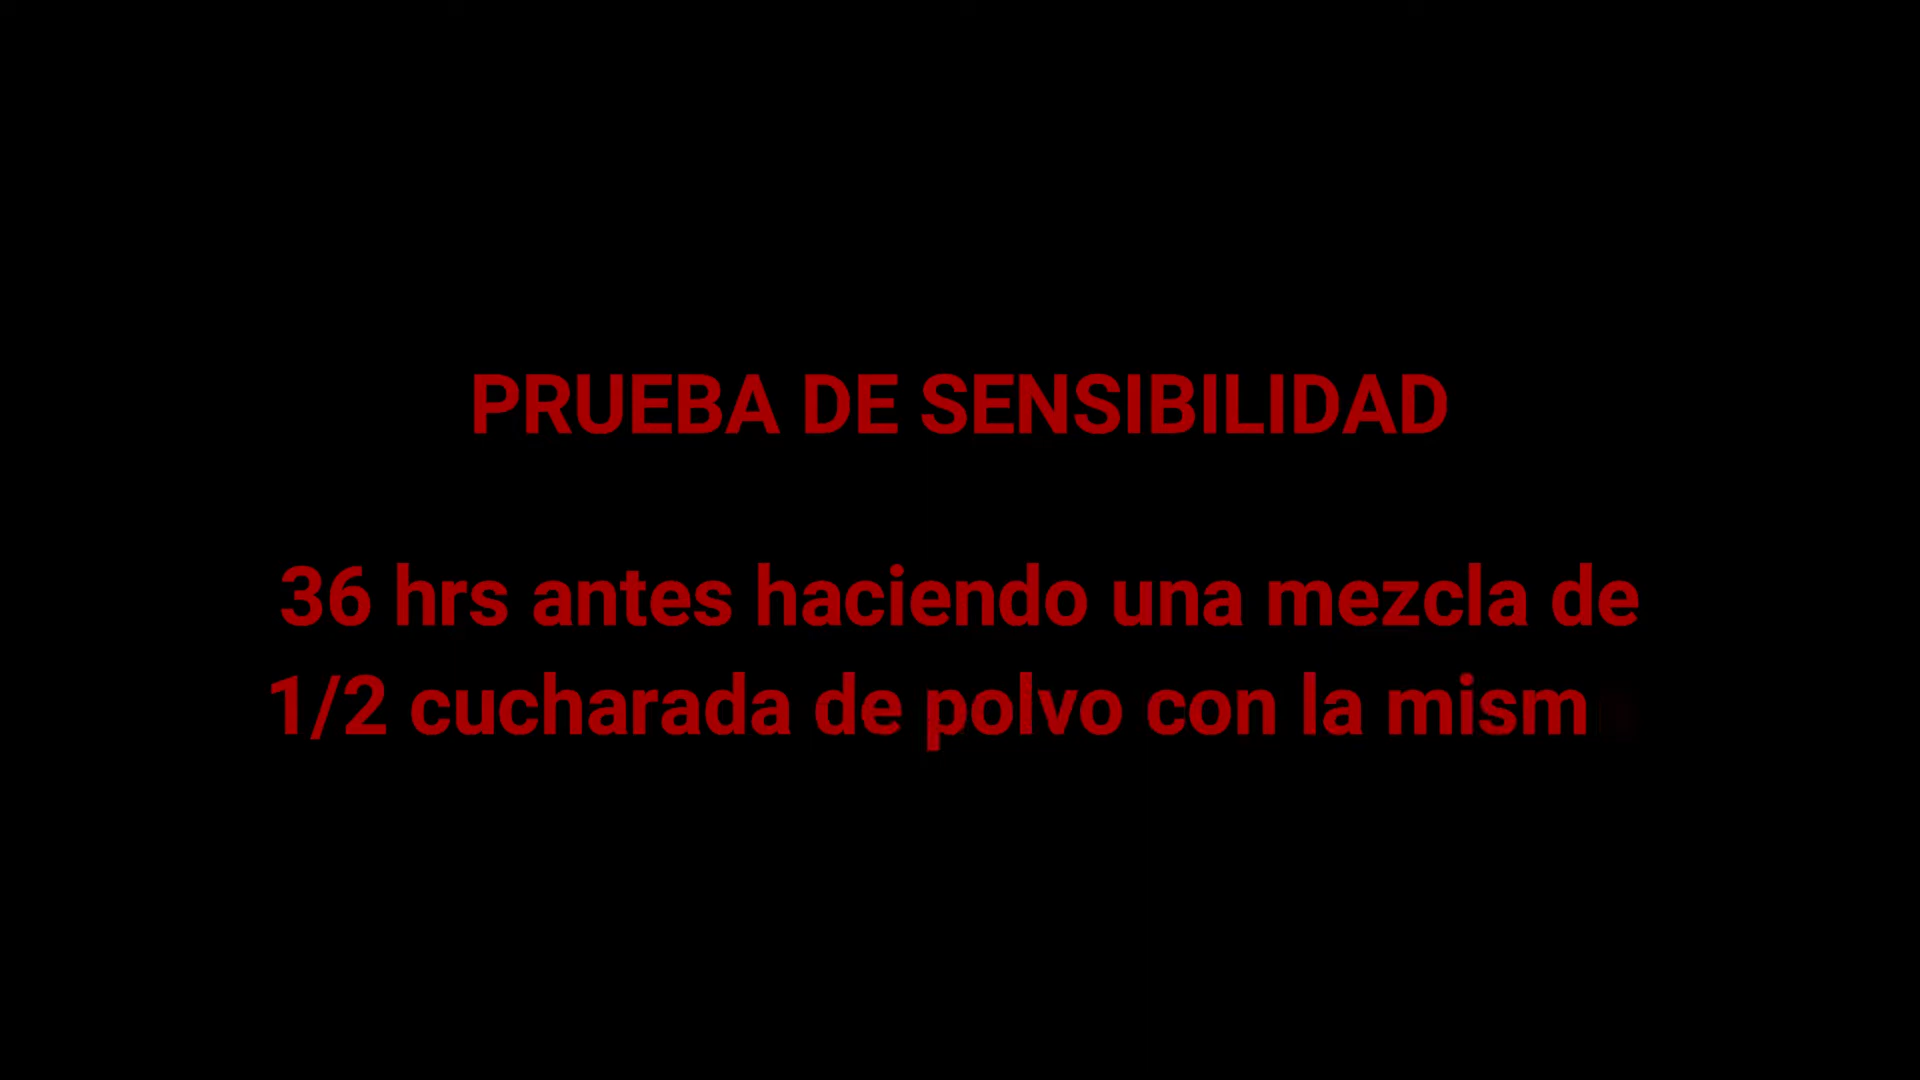 PRUEBA DE SENSIBILIDAD
36 hrs antes haciendo una mezcla de
1/2 cucharada de polvo con la mism